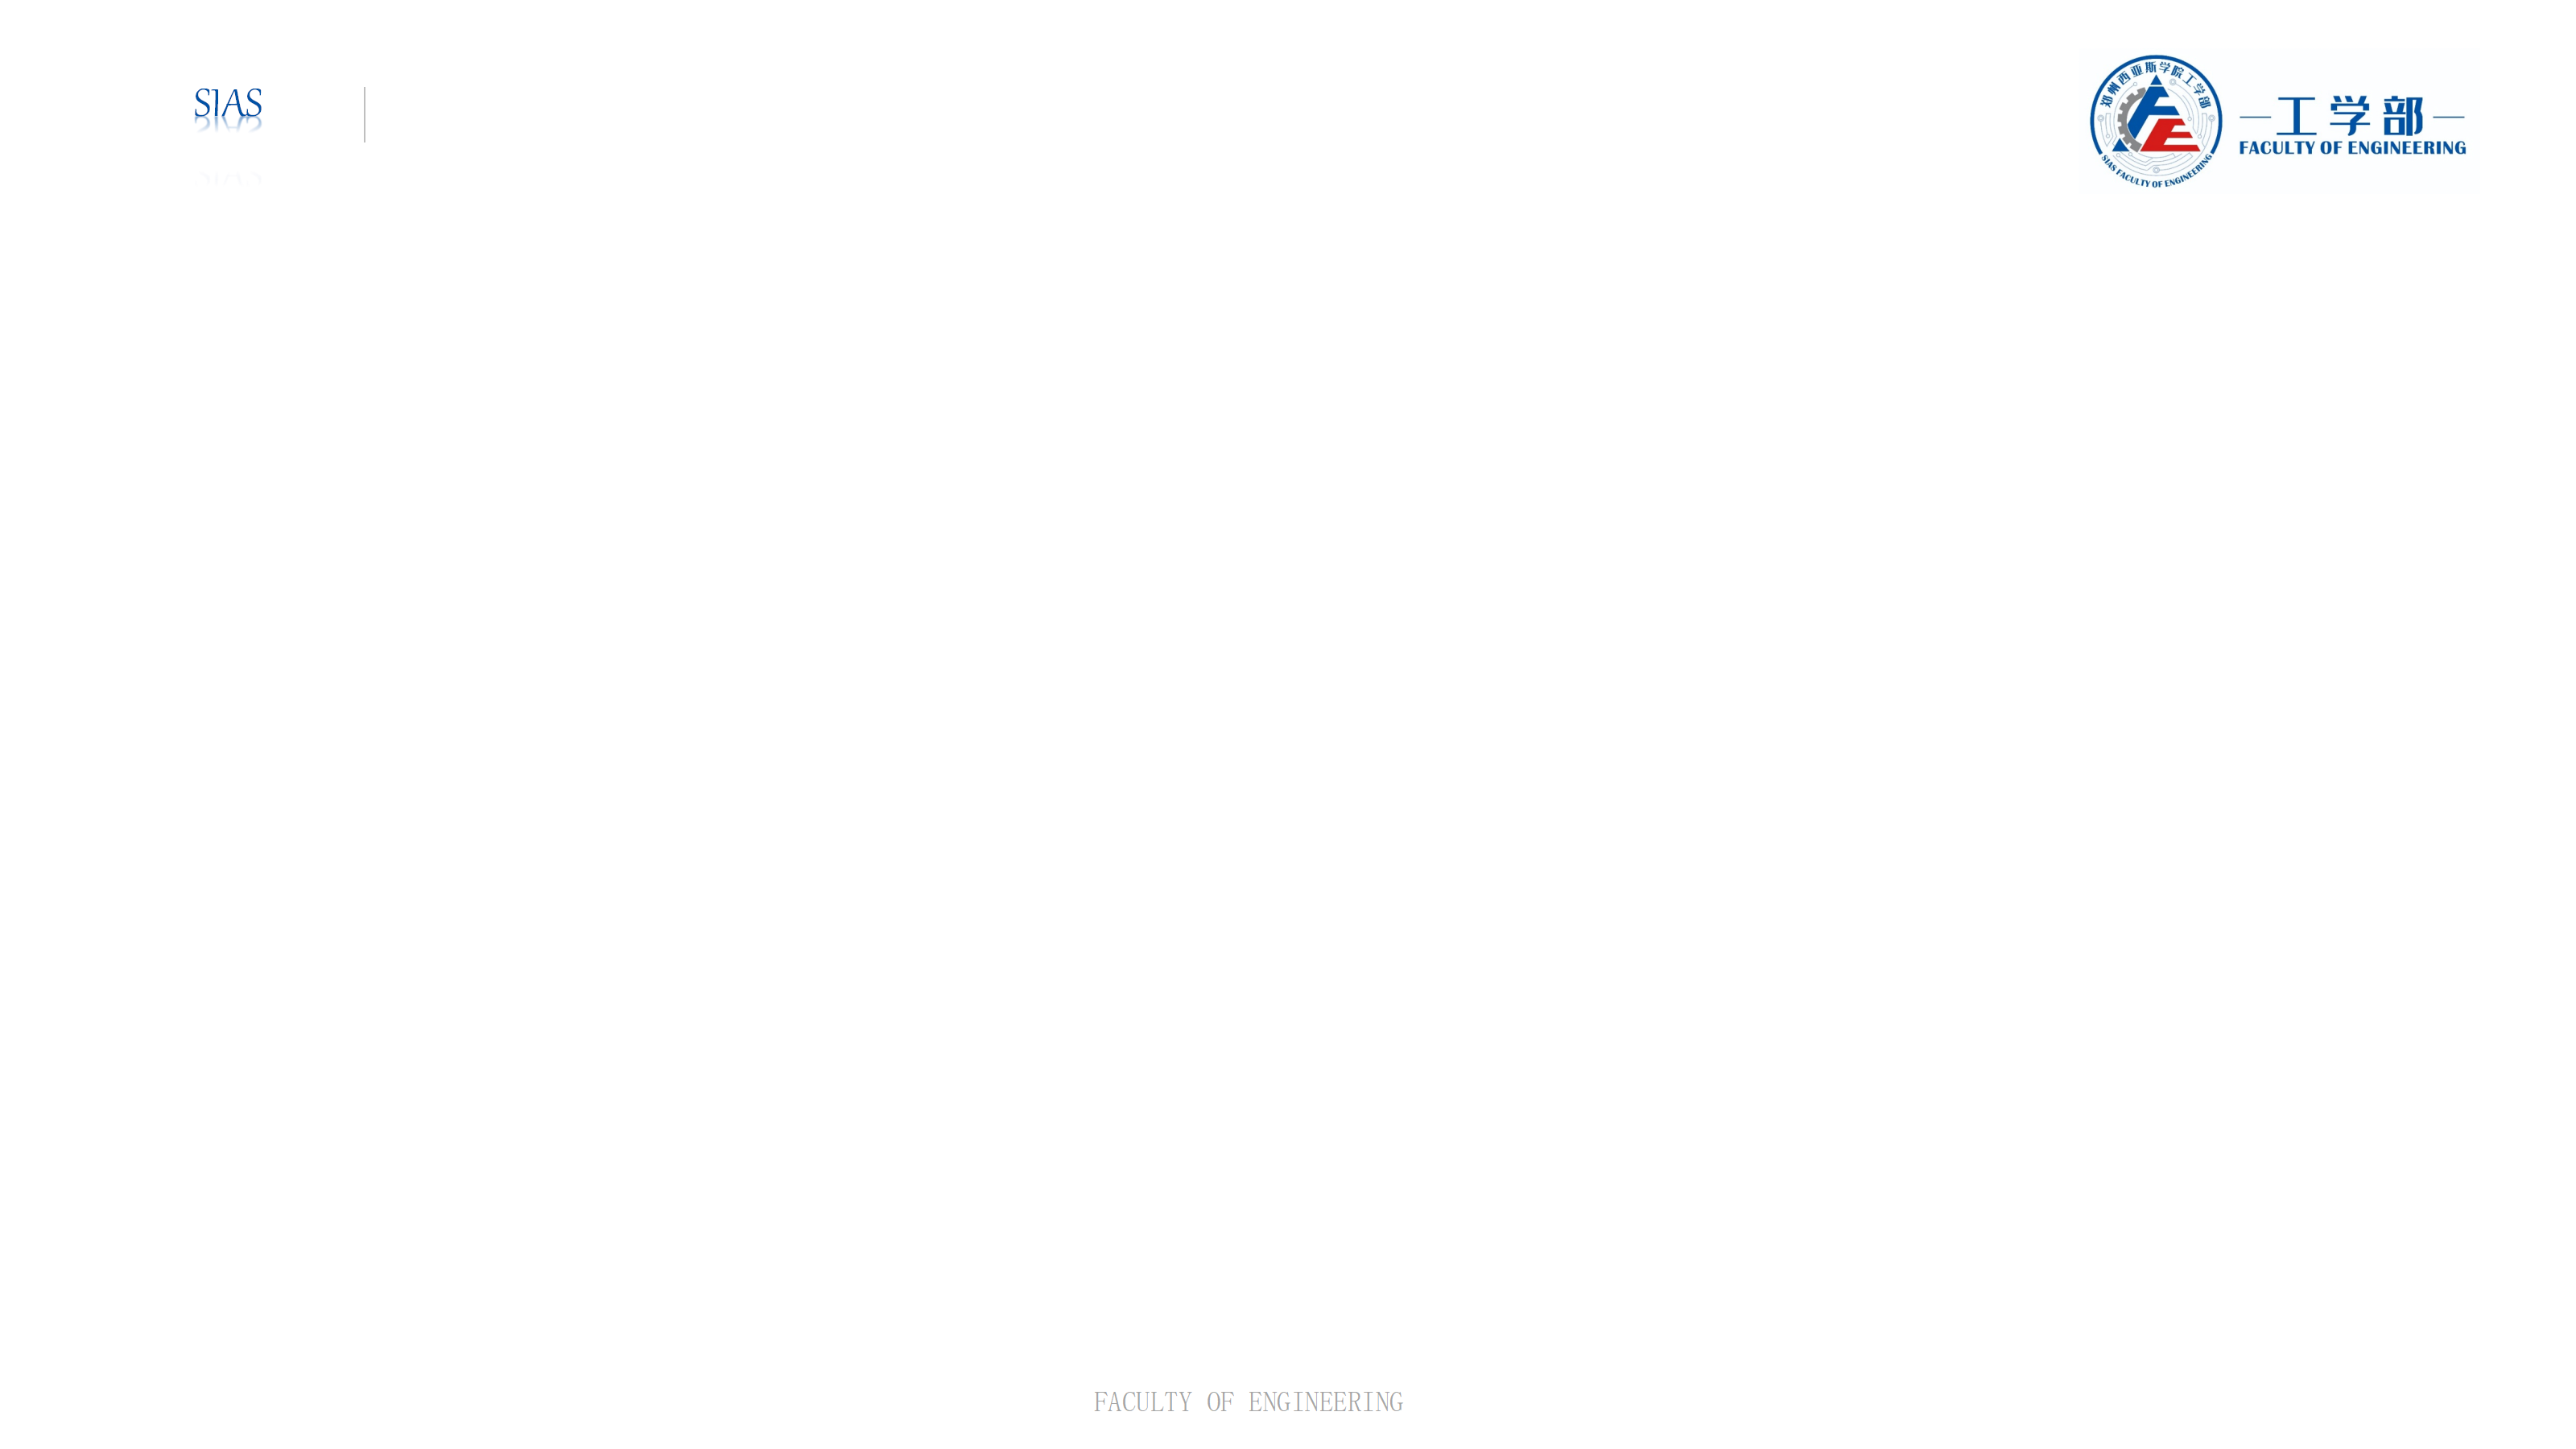 SIAS
郑州西亚斯学院工学部
SIAS FACULTY OF ENGINEERING
工学部
FACULTY OF ENGINEERING
FACULTY OF ENGINEERING